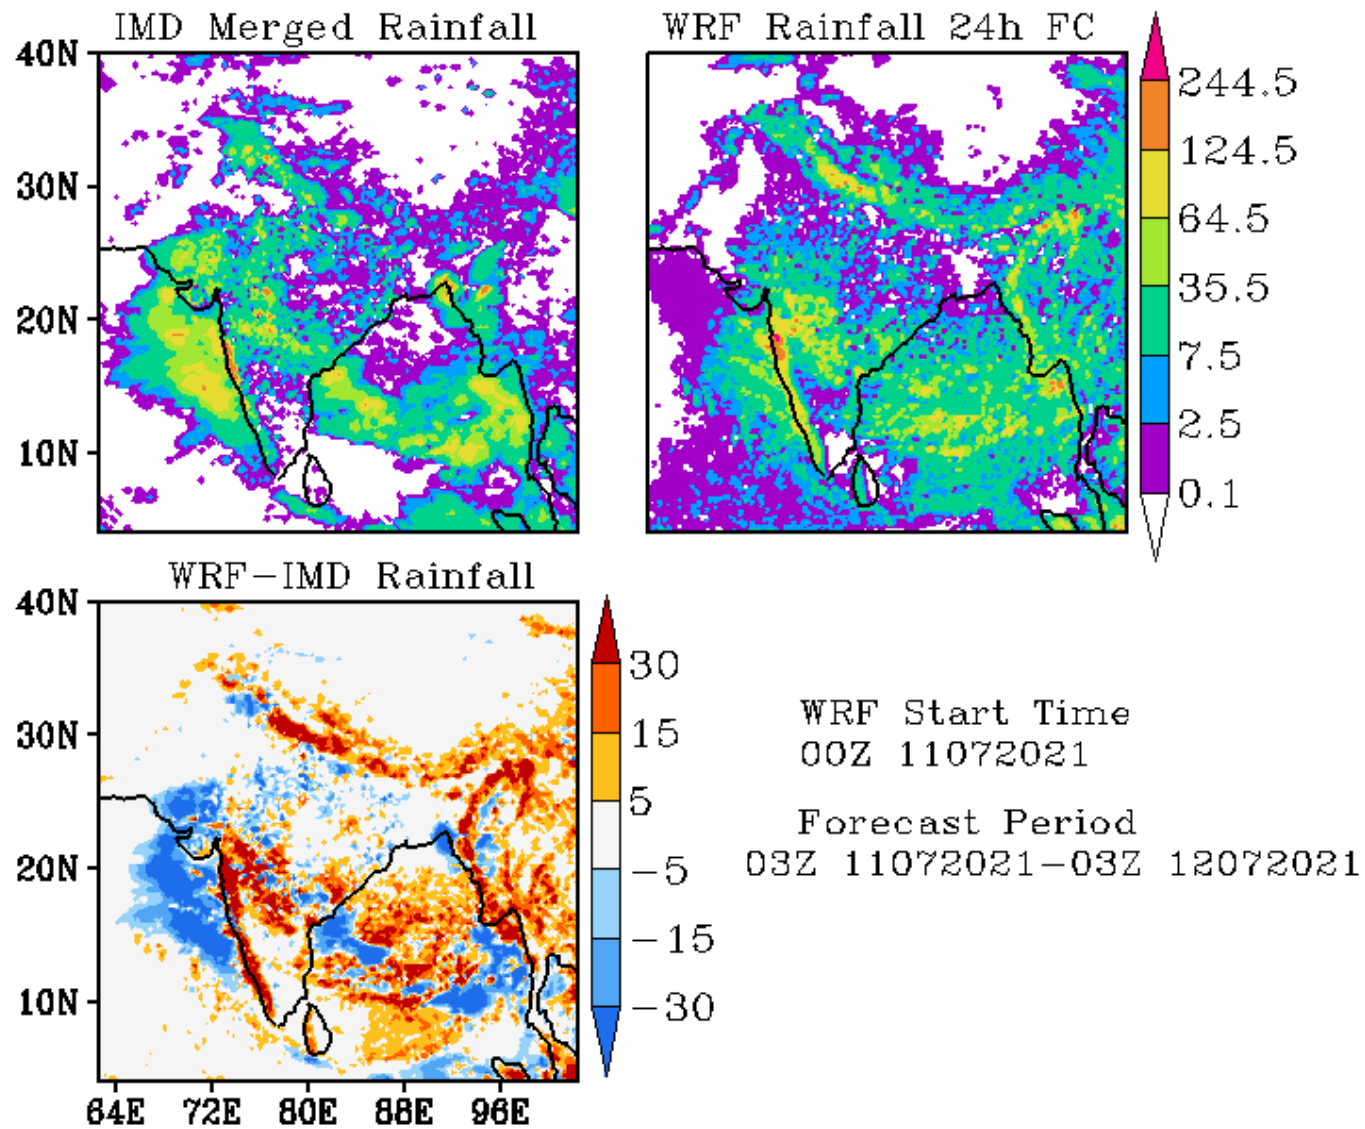 IMD Merged Rainfall
WRF Rainfall 24h FC
40N
30N
20N
10N
244.5
124.5
64.5
35.5
7.5
2.5
0.1
WRF-IMD Rainfall
40N
30N
20N
10N
64E 72E 80E 88E 96E
30
15
5
-5
-15
-30
WRF Start Time
00Z 11072021
Forecast Period
03Z 11072021-03Z 12072021